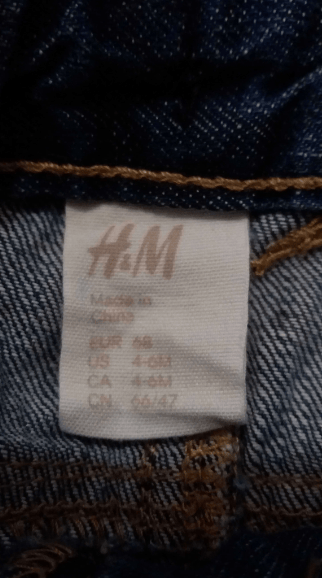 H&M
Made in
China
EUR 68
US 4-6M
CA 4-6M
CN 66/47